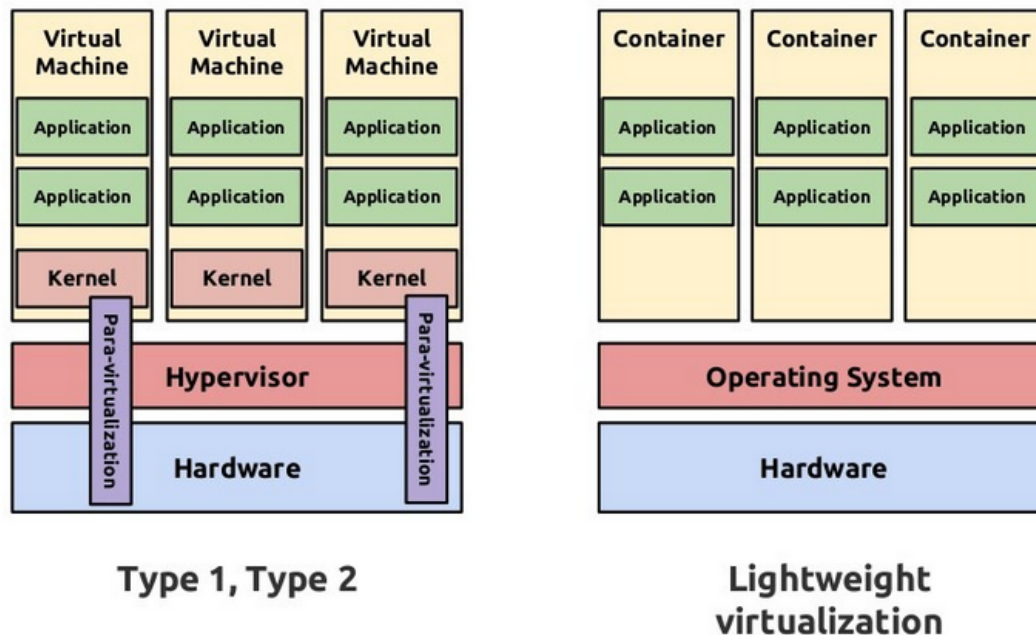 Virtual
Machine
Virtual
Machine
Virtual
Machine
Application
Application
Application
Application
Application
Application
Kernel
Kernel
Kernel
Para-virtualization
Para-virtualization
Hypervisor
Hardware
Type 1, Type 2
Container
Container
Container
Application
Application
Application
Application
Application
Application
Operating System
Hardware
Lightweight
virtualization